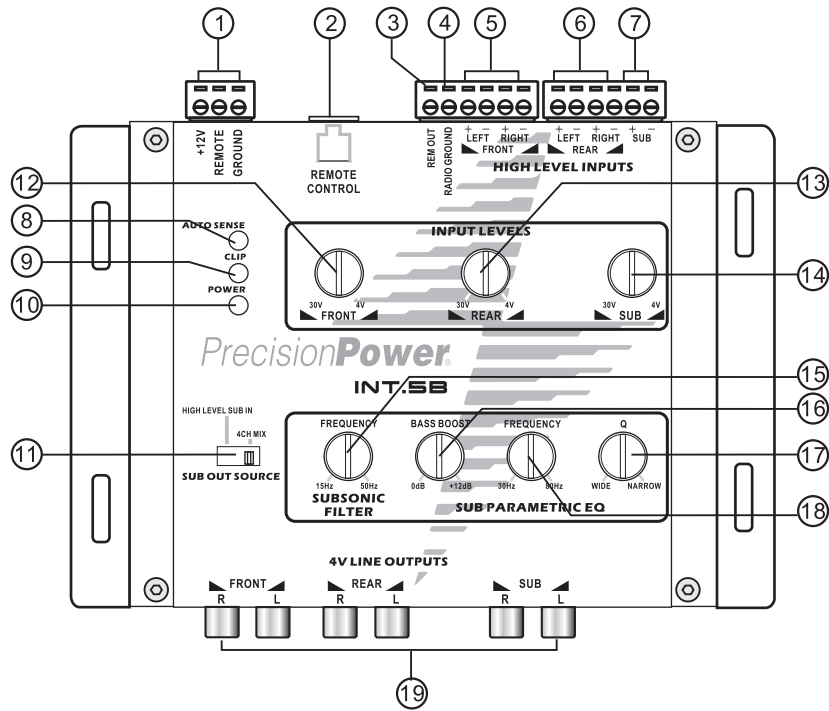 1 2 3 4 5 6 7
+12V
REMOTE
GROUND
REMOTE
CONTROL
REM OUT
RADIO GROUND
+ − + −
LEFT RIGHT
FRONT
+ − + − + −
LEFT RIGHT SUB
REAR
HIGH LEVEL INPUTS
12
8
9
10
AUTO SENSE
CLIP
POWER
INPUT LEVELS
30V 4V
FRONT
30V 4V
REAR
30V 4V
SUB
13
14
PrecisionPower®
INT.5B
15
16
17
18
HIGH LEVEL SUB IN
4CH MIX
11
SUB OUT SOURCE
FREQUENCY
15Hz 50Hz
SUBSONIC
FILTER
BASS BOOST
0dB +12dB
FREQUENCY
30Hz 80Hz
Q
WIDE NARROW
SUB PARAMETRIC EQ
4V LINE OUTPUTS
FRONT REAR SUB
R L R L R L
19